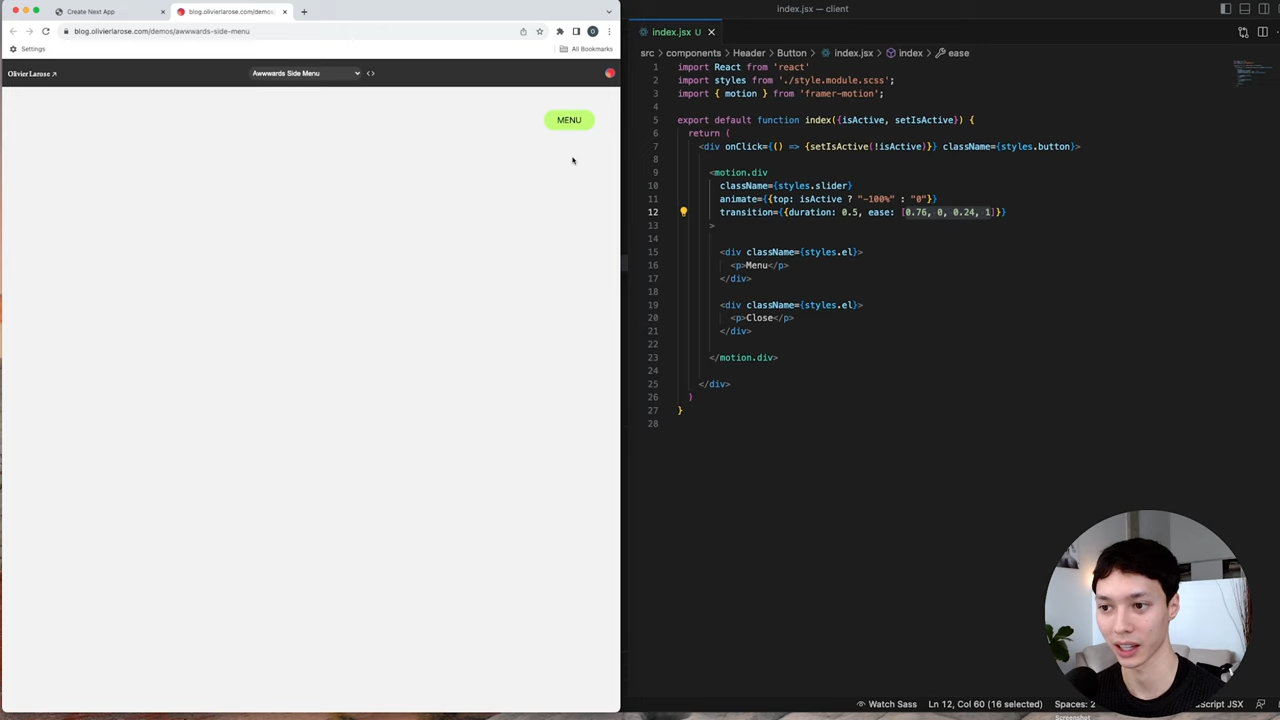 Create Next App
blog.olivierlarose.com/demos
blog.olivierlarose.com/demos/awwwards-side-menu
Settings
All Bookmarks
Olivier Larose
Awwwards Side Menu
MENU
index.jsx — client
index.jsx U
src > components > Header > Button > index.jsx > index > ease
1 import React from 'react'
2 import styles from './style.module.scss';
3 import { motion } from 'framer-motion';
4
5 export default function index({isActive, setIsActive}) {
6 return (
7 <div onClick={() => {setIsActive(!isActive)}} className={styles.button}>
8
9 <motion.div
10 className={styles.slider}
11 animate={{top: isActive ? "-100%" : "0"}}
12 transition={{duration: 0.5, ease: [0.76, 0, 0.24, 1]}}
13 >
14
15 <div className={styles.el}>
16 <p>Menu</p>
17 </div>
18
19 <div className={styles.el}>
20 <p>Close</p>
21 </div>
22
23 </motion.div>
24
25 </div>
26 )
27 }
28
Watch Sass
Ln 12, Col 60 (16 selected)
Spaces: 2
Script JSX
Screenshot